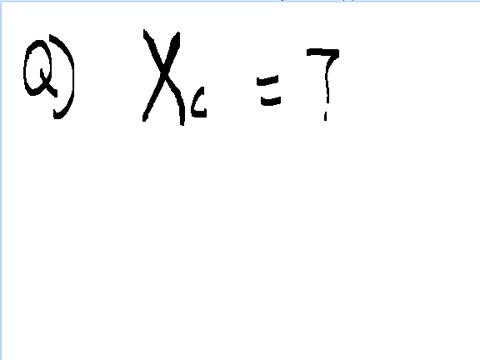 Q) Xc = ?